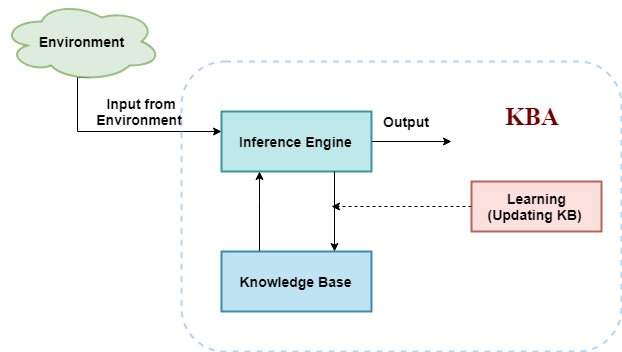 Environment
Input from
Environment
Output
KBA
Inference Engine
Learning
(Updating KB)
Knowledge Base